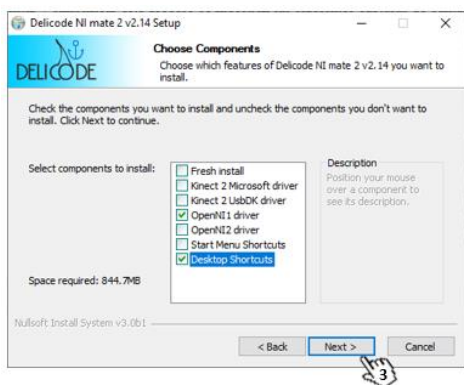 Delicode NI mate 2 v2.14 Setup
DELICODE
Choose Components
Choose which features of Delicode NI mate 2 v2.14 you want to
install.
Check the components you want to install and uncheck the components you don't want to
install. Click Next to continue.
Select components to install:
Fresh install
Kinect 2 Microsoft driver
Kinect 2 UsbDK driver
OpenNI1 driver
OpenNI2 driver
Start Menu Shortcuts
Desktop Shortcuts
Description
Position your mouse
over a component to
see its description.
Space required: 844.7MB
Nullsoft Install System v3.0b1
< Back
Next >
Cancel
3